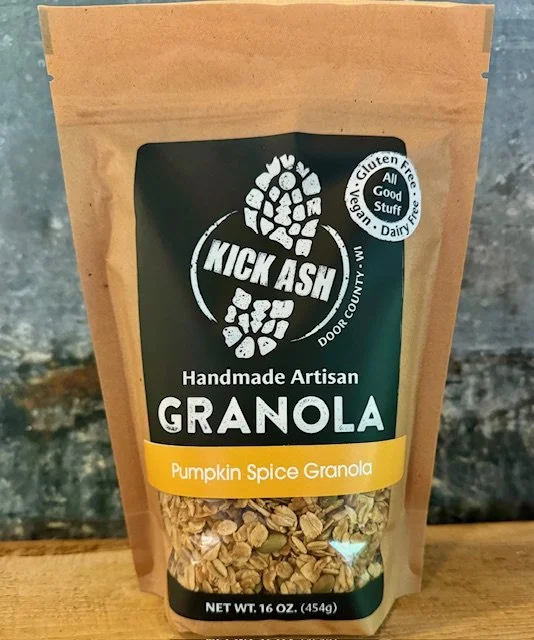 Gluten Free • Vegan • Dairy Free •
All
Good
Stuff
KICK ASH
DOOR COUNTY • WI
Handmade Artisan
GRANOLA
Pumpkin Spice Granola
NET WT. 16 OZ. (454g)